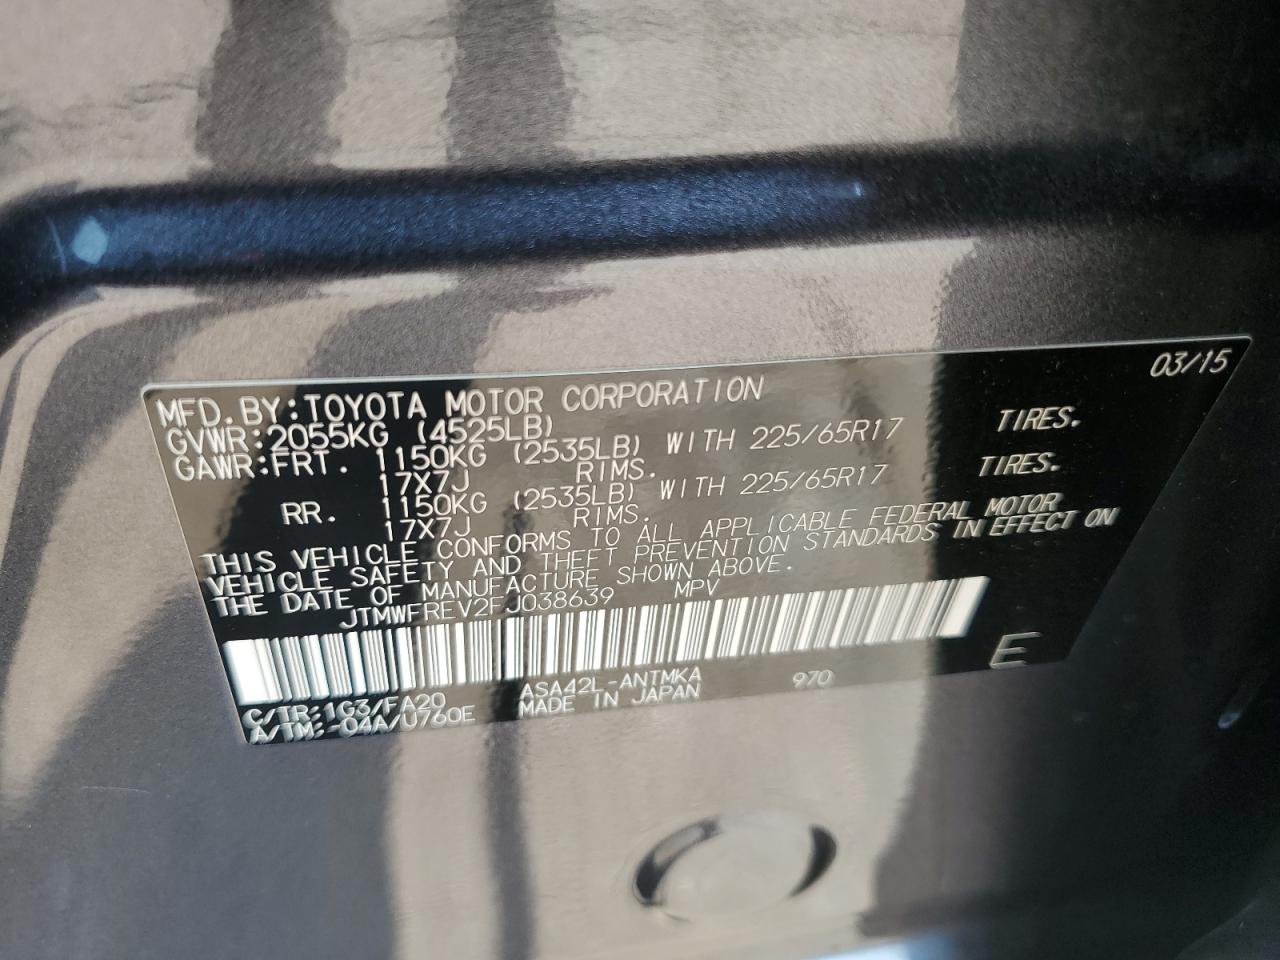 03/15
MFD.BY:TOYOTA MOTOR CORPORATION
GVWR:2055KG (4525LB)
GAWR:FRT. 1150KG (2535LB) WITH 225/65R17 TIRES.
17X7J RIMS.
RR. 1150KG (2535LB) WITH 225/65R17 TIRES.
17X7J RIMS.
THIS VEHICLE CONFORMS TO ALL APPLICABLE FEDERAL MOTOR
VEHICLE SAFETY AND THEFT PREVENTION STANDARDS IN EFFECT ON
THE DATE OF MANUFACTURE SHOWN ABOVE.
JTMWFREV2FJ038639 MPV
E
C/TR:1G3/FA20 ASA42L-ANTMKA 970
A/TM:-04A/U760E MADE IN JAPAN